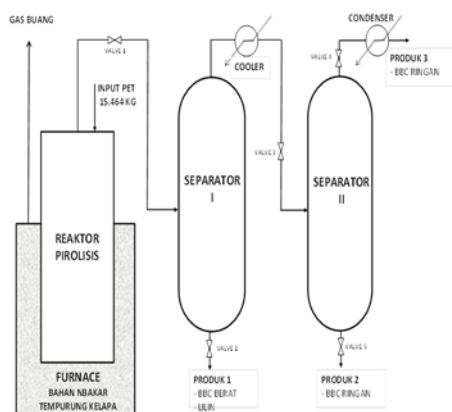 GAS BUANG
VALVE 1
INPUT PET
15.464 KG
REAKTOR
PIROLISIS
FURNACE
BAHAN NBAKAR
TEMPURUNG KELAPA
COOLER
SEPARATOR
I
VALVE 2
PRODUK 1
- BBC BERAT
- LILIN
VALVE 3
CONDENSER
VALVE 4
PRODUK 3
- BBC RINGAN
SEPARATOR
II
VALVE 5
PRODUK 2
- BBC RINGAN